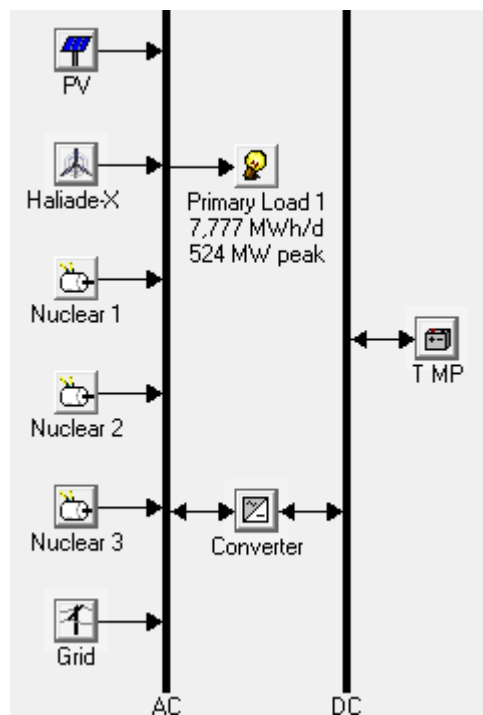 PV
Haliade-X
Primary Load 1
7,777 MWh/d
524 MW peak
Nuclear 1
T MP
Nuclear 2
Nuclear 3
Converter
Grid
AC
DC